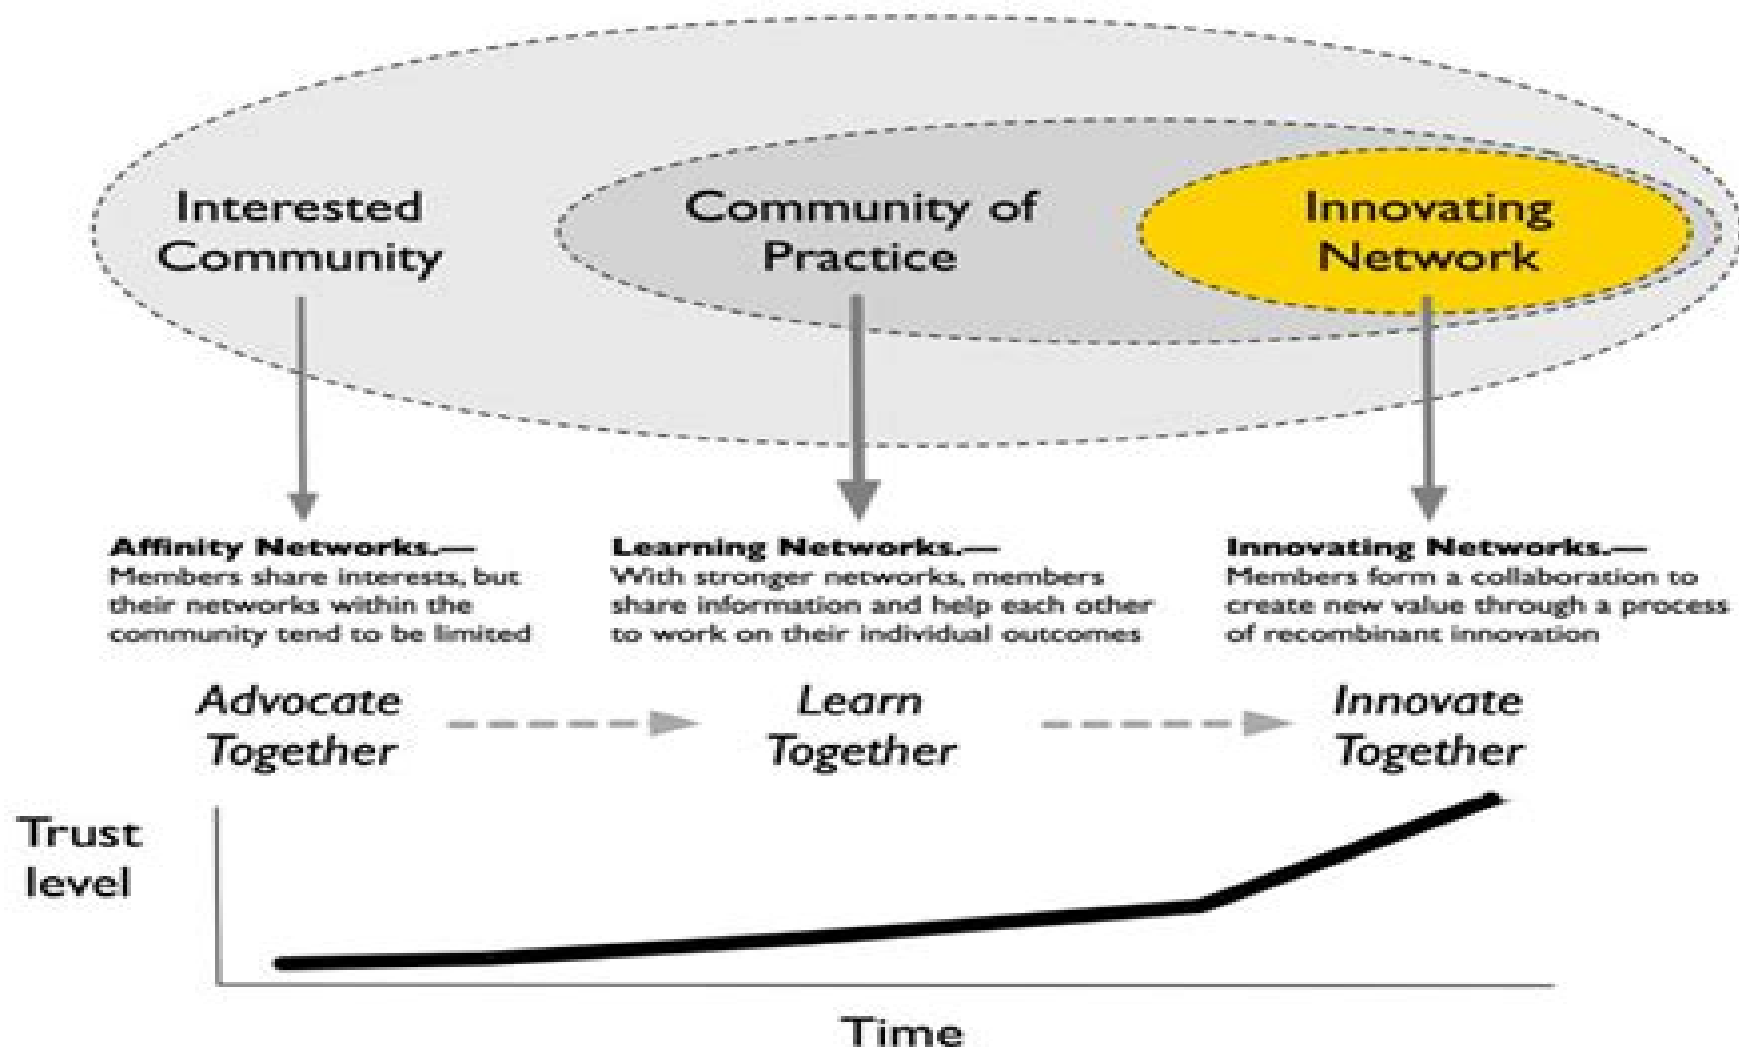 Interested
Community
Community of
Practice
Innovating
Network
Affinity Networks.—
Members share interests, but
their networks within the
community tend to be limited
Learning Networks.—
With stronger networks, members
share information and help each other
to work on their individual outcomes
Innovating Networks.—
Members form a collaboration to
create new value through a process
of recombinant innovation
Advocate
Together
Learn
Together
Innovate
Together
Trust
level
Time